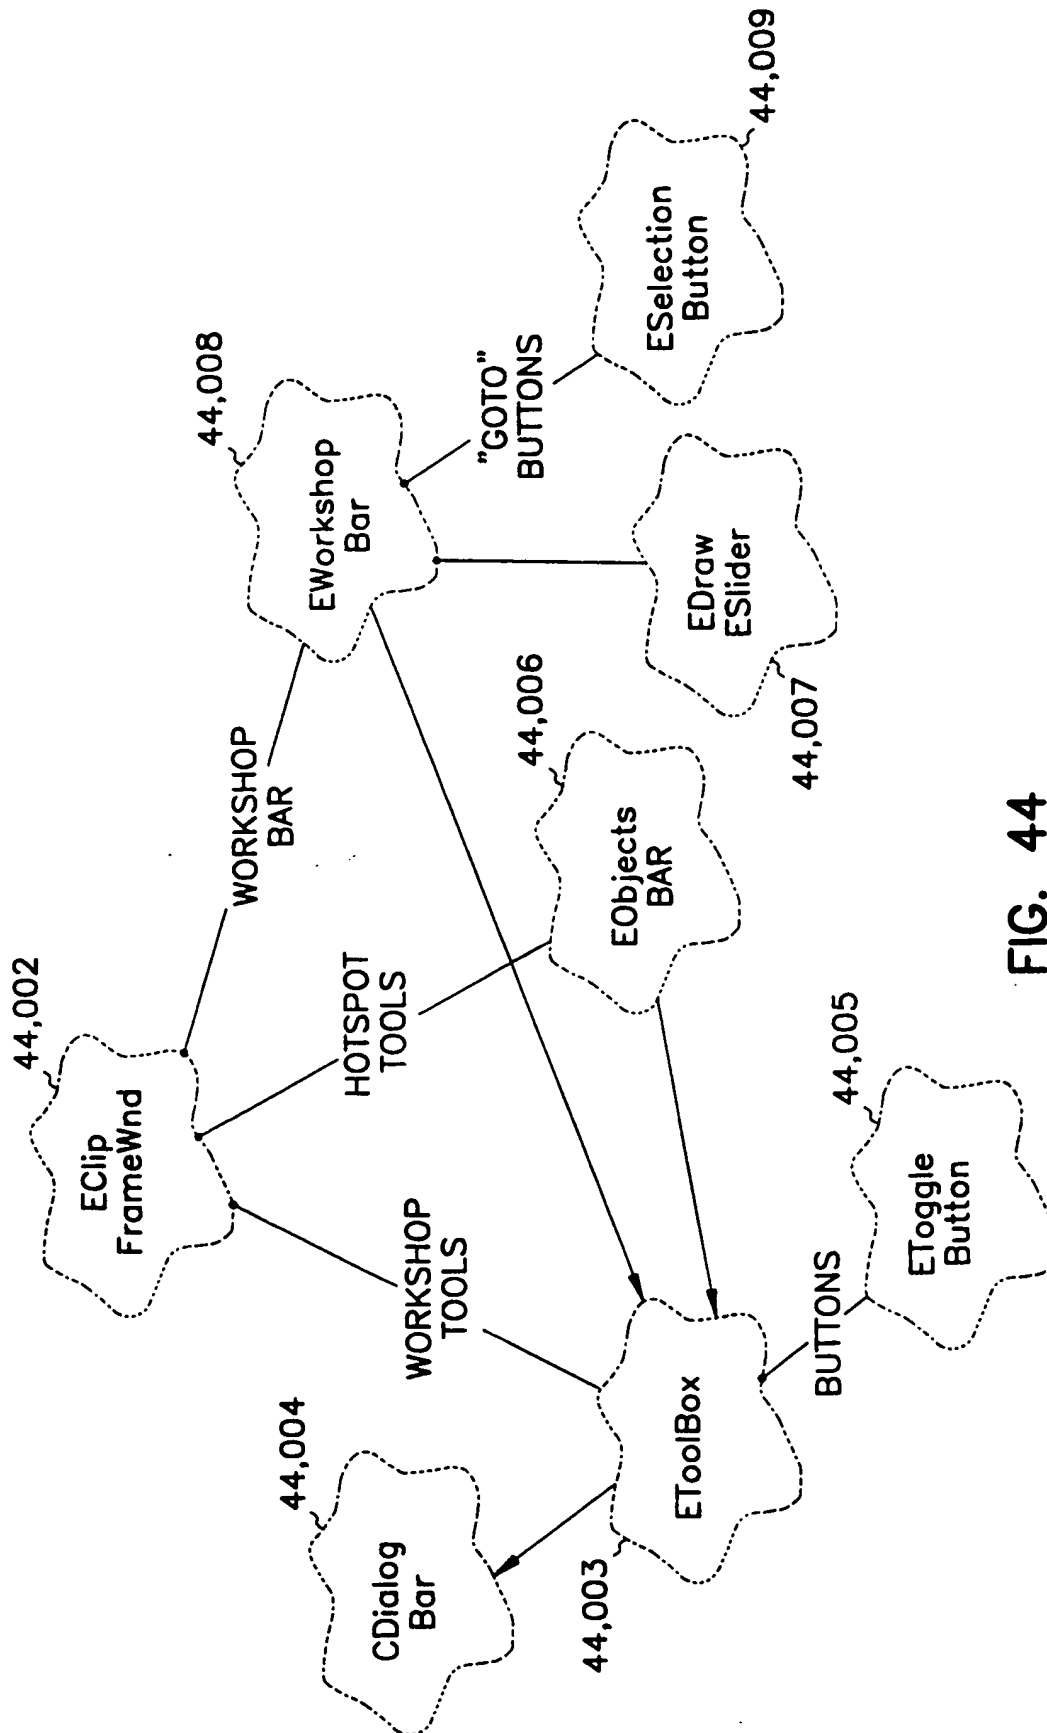 44,002
EClip
FrameWnd
44,008
EWorkshop
Bar
WORKSHOP
BAR
HOTSPOT
TOOLS
WORKSHOP
TOOLS
"GOTO"
BUTTONS
44,004
CDialog
Bar
44,003
EToolBox
44,006
EObjects
BAR
EDraw
ESlider
44,007
ESelection
Button
44,009
BUTTONS
44,005
EToggle
Button
FIG. 44